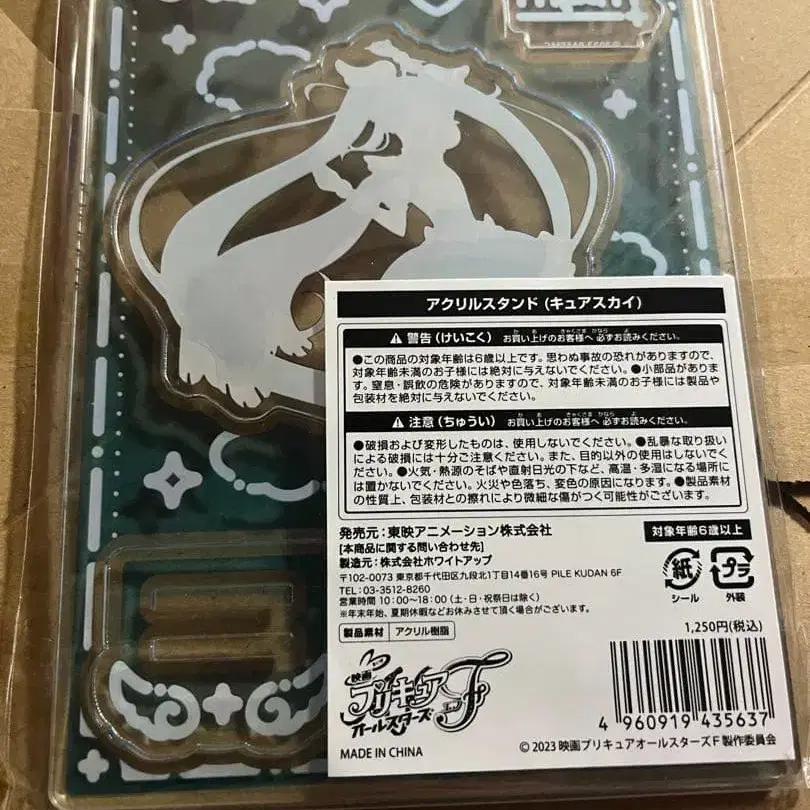 アクリルスタンド(キュアスカイ)
警告(けいこく) お買い上げのお客様へ 必ずお読みください。
●この商品の対象年齢は6歳以上です。思わぬ事故の恐れがありますので、
対象年齢未満のお子様には絶対に与えないでください。●小部品がありま
す。窒息・誤飲の危険がありますので、対象年齢未満のお子様には製品や
包装材を絶対に与えないでください。
注意(ちゅうい) お買い上げのお客様へ 必ずお読みください。
●破損および変形したものは、使用しないでください。●乱暴な取り扱い
による破損には十分ご注意ください。また、目的以外の使用はしないでく
ださい。●火気・熱源のそばや直射日光の下など、高温・多湿になる場所に
は置かないでください。火災や色落ち、変色の原因になります。●製品素材
の性質上、包装材との擦れにより微細な傷がつく可能性がございます。
発売元:東映アニメーション株式会社
対象年齢6歳以上
[本商品に関する問い合わせ先]
製造元:株式会社ホワイトアップ
〒102-0073 東京都千代田区九段北1丁目14番16号 PILE KUDAN 6F
TEL:03-3512-8260
営業時間 10:00~18:00(土・日・祝祭日は除く)
※年末年始、夏期休暇などお休みさせて頂く場合がございます。
紙
シール
プラ
外装
製品素材 アクリル樹脂
1,250円(税込)
映画
プリキュア
オールスターズ
F
エフ
4 960919 435637
MADE IN CHINA
© 2023 映画プリキュアオールスターズF 製作委員会